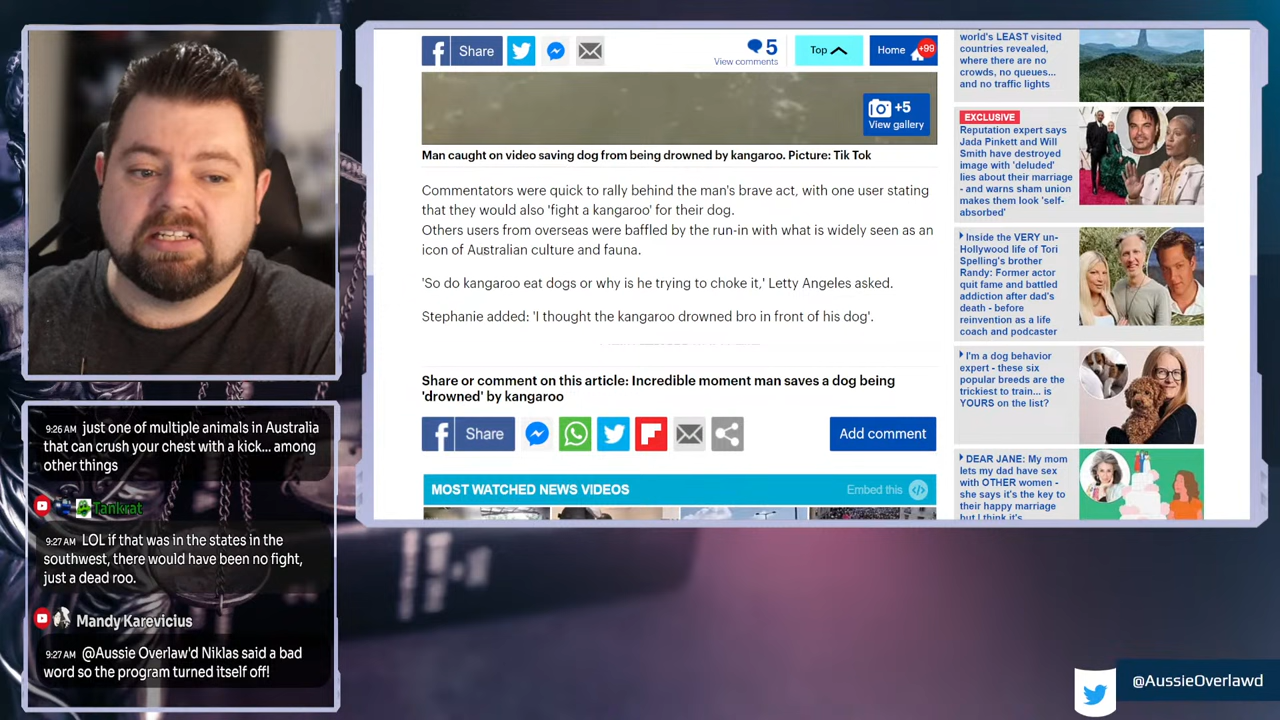 Share
5
View comments
Top
Home
+99
+5
View gallery
Man caught on video saving dog from being drowned by kangaroo. Picture: Tik Tok
Commentators were quick to rally behind the man's brave act, with one user stating
that they would also 'fight a kangaroo' for their dog.
Others users from overseas were baffled by the run-in with what is widely seen as an
icon of Australian culture and fauna.
'So do kangaroo eat dogs or why is he trying to choke it,' Letty Angeles asked.
Stephanie added: 'I thought the kangaroo drowned bro in front of his dog'.
Share or comment on this article: Incredible moment man saves a dog being
'drowned' by kangaroo
Share
Add comment
MOST WATCHED NEWS VIDEOS
Embed this
world's LEAST visited
countries revealed,
where there are no
crowds, no queues...
and no traffic lights
EXCLUSIVE
Reputation expert says
Jada Pinkett and Will
Smith have destroyed
image with 'deluded'
lies about their marriage
- and warns sham union
makes them look 'self-
absorbed'
Inside the VERY un-
Hollywood life of Tori
Spelling's brother
Randy: Former actor
quit fame and battled
addiction after dad's
death - before
reinvention as a life
coach and podcaster
I'm a dog behavior
expert - these six
popular breeds are the
trickiest to train... is
YOURS on the list?
DEAR JANE: My mom
lets my dad have sex
with OTHER women -
she says it's the key to
their happy marriage
but I think it's
9:26 AM just one of multiple animals in Australia
that can crush your chest with a kick... among
other things
Tankrat
9:27 AM LOL if that was in the states in the
southwest, there would have been no fight,
just a dead roo.
Mandy Karevicius
9:27 AM @Aussie Overlaw'd Niklas said a bad
word so the program turned itself off!
@AussieOverlawd